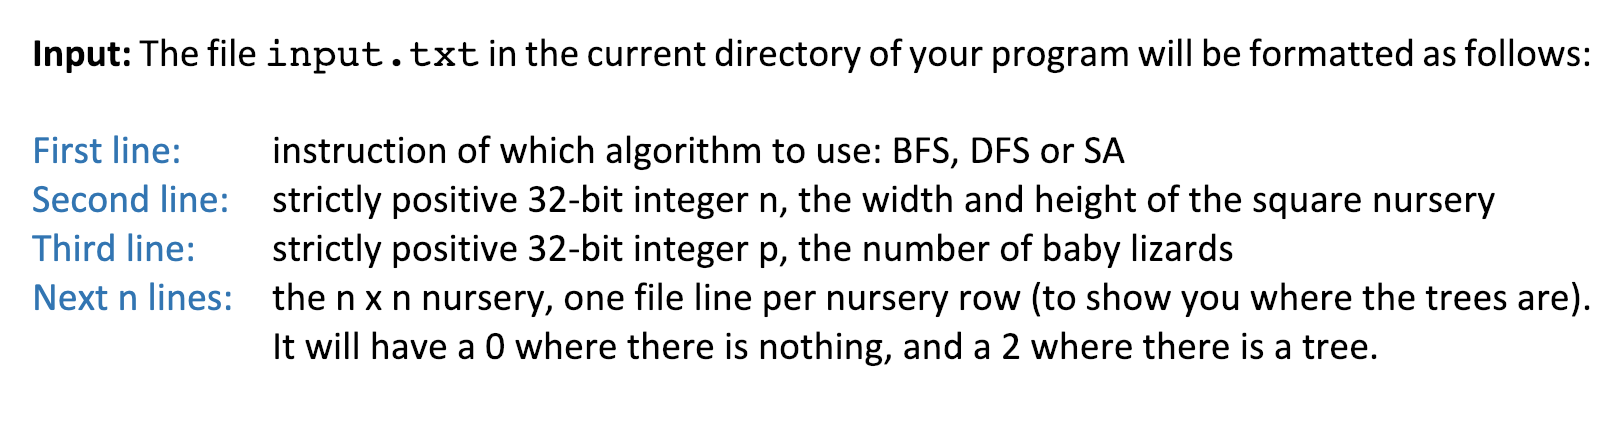 Input: The file input.txt in the current directory of your program will be formatted as follows:
First line: instruction of which algorithm to use: BFS, DFS or SA
Second line: strictly positive 32-bit integer n, the width and height of the square nursery
Third line: strictly positive 32-bit integer p, the number of baby lizards
Next n lines: the n x n nursery, one file line per nursery row (to show you where the trees are).
It will have a 0 where there is nothing, and a 2 where there is a tree.